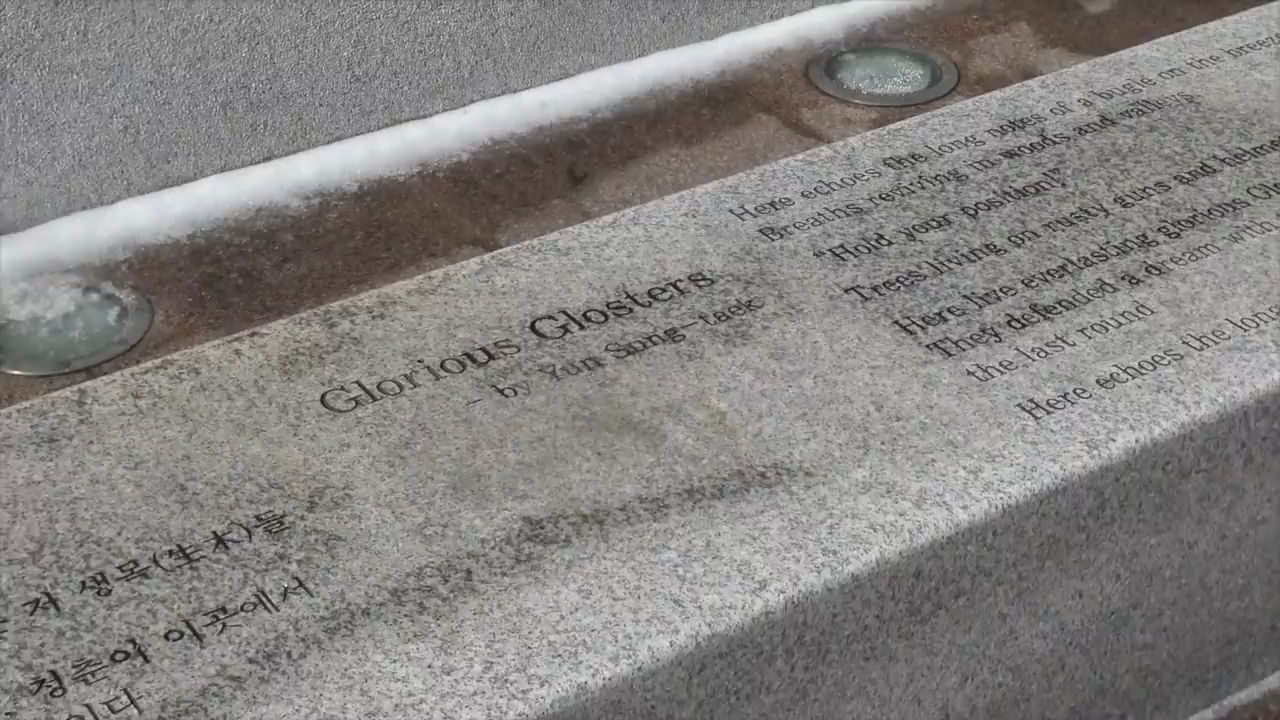 Glorious Glosters
- by Yun Sung-taek
Here echoes the long notes of a bugle on the breeze
Breaths reviving in woods and valleys
"Hold your position!"
Trees living on rusty guns and
Here live everlasting glorious
They defended a dream with
the last round
Here echoes the long
저 생목(生木)들
청춘이 이곳에서
이다